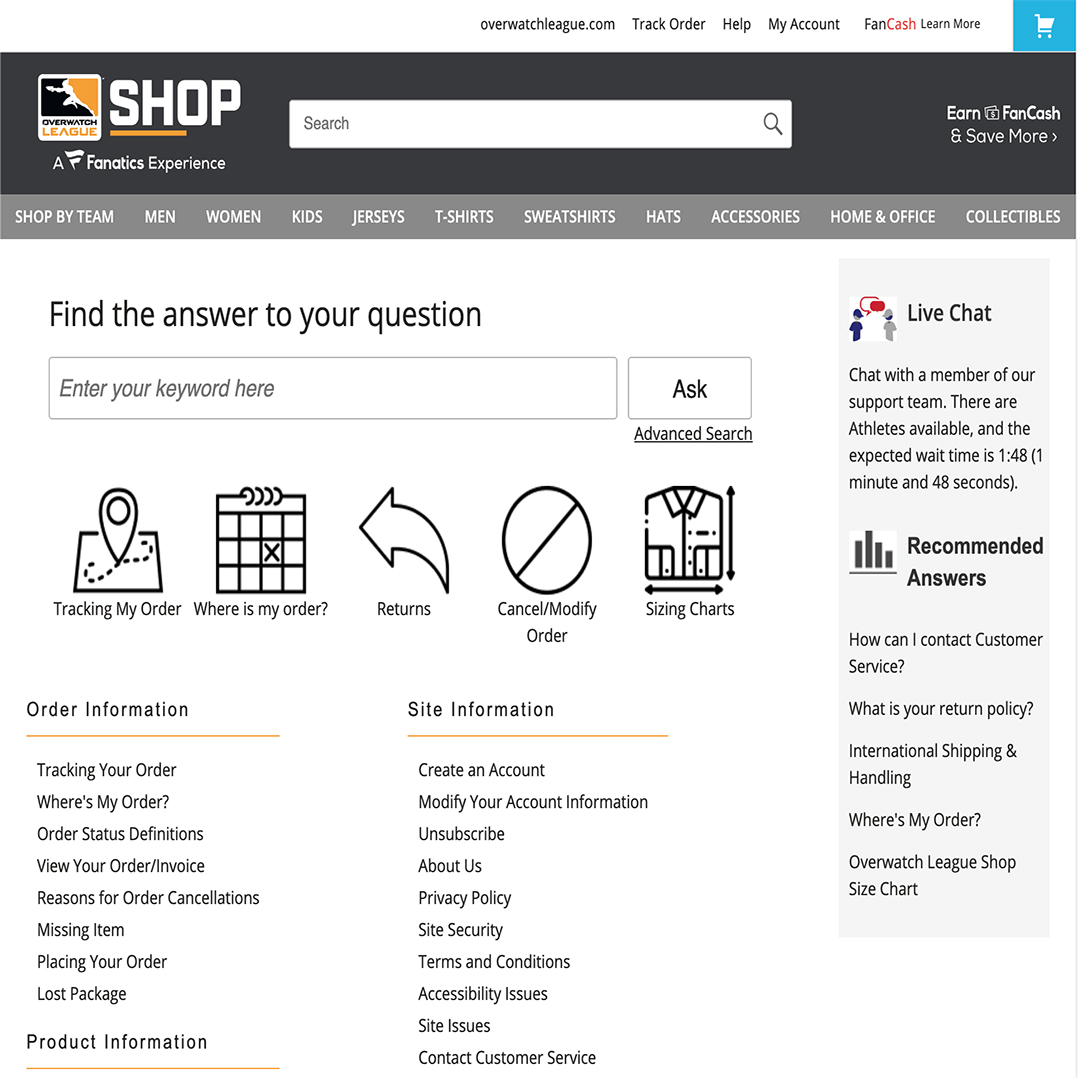 overwatchleague.com Track Order Help My Account FanCash Learn More
OVERWATCH
LEAGUE
SHOP
A Fanatics Experience
Search
Earn FanCash
& Save More ›
SHOP BY TEAM MEN WOMEN KIDS JERSEYS T-SHIRTS SWEATSHIRTS HATS ACCESSORIES HOME & OFFICE COLLECTIBLES
Find the answer to your question
Enter your keyword here
Ask
Advanced Search
Tracking My Order
Where is my order?
Returns
Cancel/Modify
Order
Sizing Charts
Order Information
Tracking Your Order
Where's My Order?
Order Status Definitions
View Your Order/Invoice
Reasons for Order Cancellations
Missing Item
Placing Your Order
Lost Package
Product Information
Site Information
Create an Account
Modify Your Account Information
Unsubscribe
About Us
Privacy Policy
Site Security
Terms and Conditions
Accessibility Issues
Site Issues
Contact Customer Service
Live Chat
Chat with a member of our
support team. There are
Athletes available, and the
expected wait time is 1:48 (1
minute and 48 seconds).
Recommended
Answers
How can I contact Customer
Service?
What is your return policy?
International Shipping &
Handling
Where's My Order?
Overwatch League Shop
Size Chart